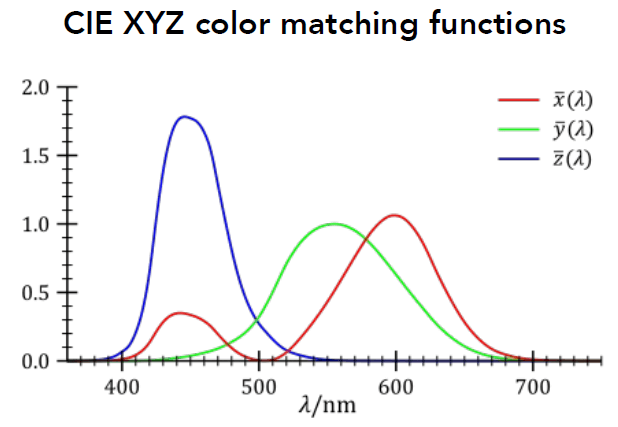 CIE XYZ color matching functions
2.0
x̅(λ)
y̅(λ)
z̅(λ)
1.5
1.0
0.5
0.0
400 500 600 700
λ/nm